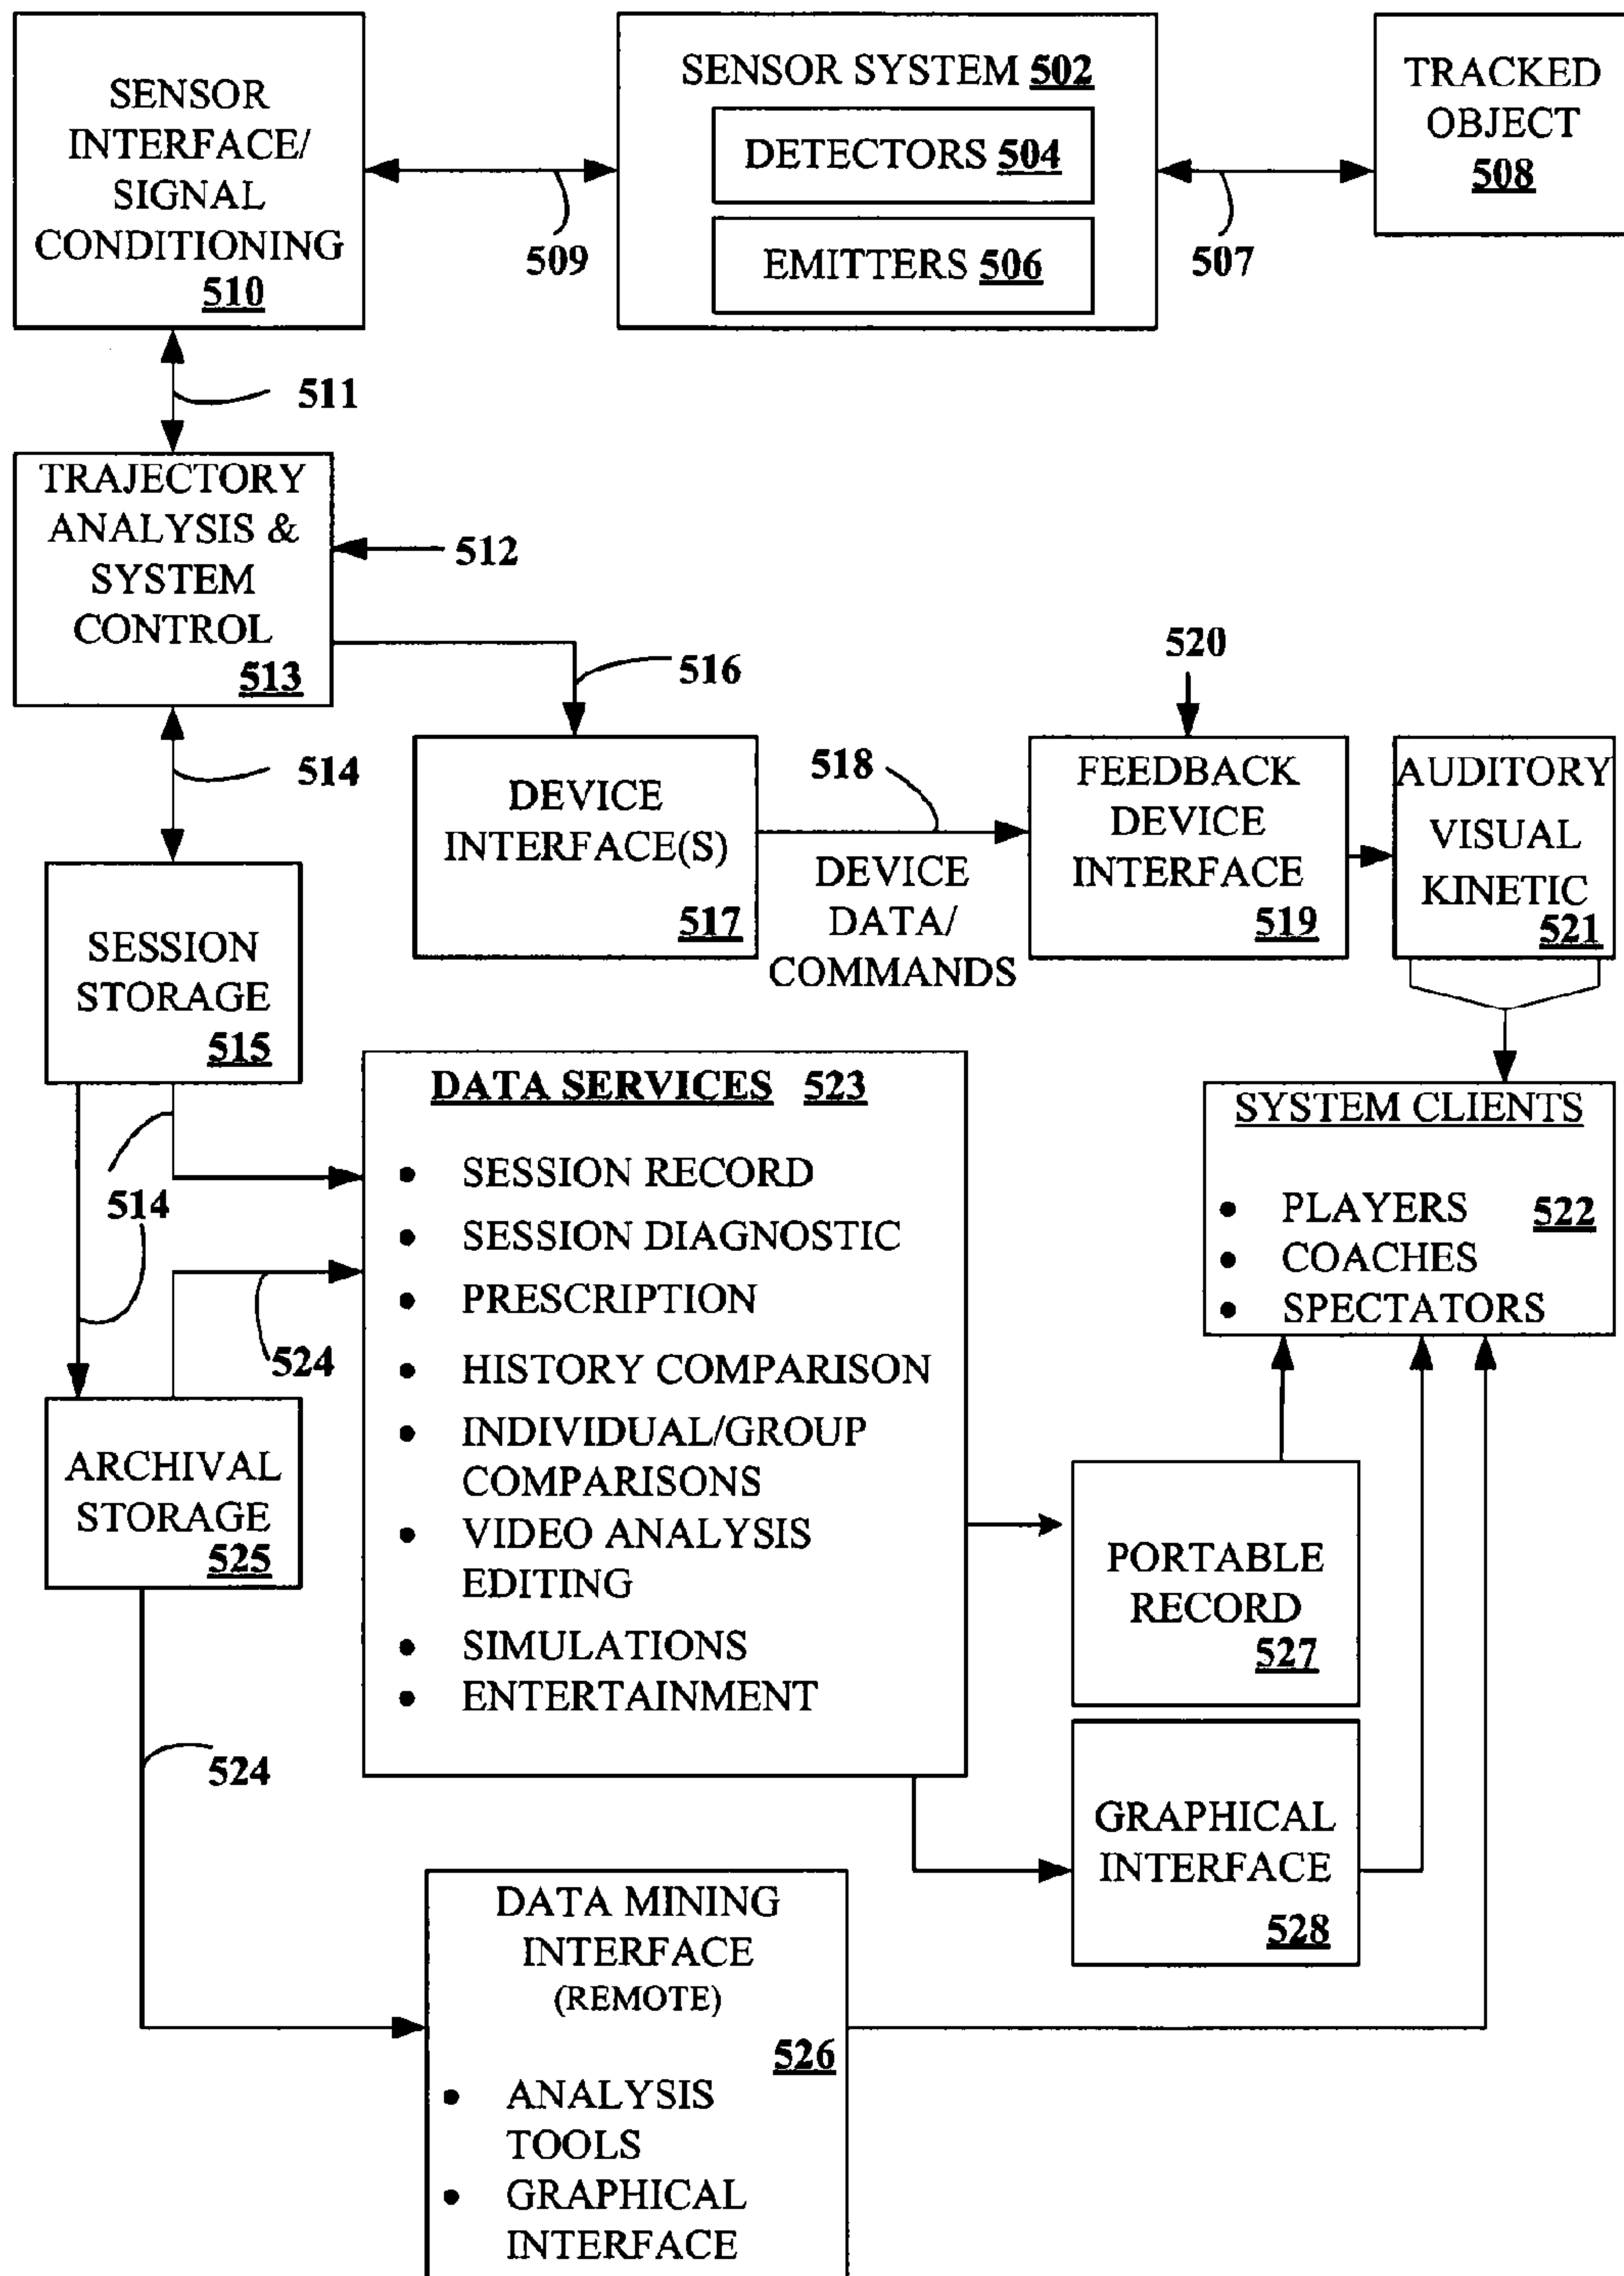 SENSOR
INTERFACE/
SIGNAL
CONDITIONING
510
SENSOR SYSTEM 502
DETECTORS 504
EMITTERS 506
TRACKED
OBJECT
508
509
507
511
TRAJECTORY
ANALYSIS &
SYSTEM
CONTROL
513
512
516
520
514
DEVICE
INTERFACE(S)
517
518
DEVICE
DATA/
COMMANDS
FEEDBACK
DEVICE
INTERFACE
519
AUDITORY
VISUAL
KINETIC
521
SESSION
STORAGE
515
DATA SERVICES 523
• SESSION RECORD
• SESSION DIAGNOSTIC
• PRESCRIPTION
• HISTORY COMPARISON
• INDIVIDUAL/GROUP
COMPARISONS
• VIDEO ANALYSIS
EDITING
• SIMULATIONS
• ENTERTAINMENT
SYSTEM CLIENTS
522
• PLAYERS
• COACHES
• SPECTATORS
514
524
ARCHIVAL
STORAGE
525
PORTABLE
RECORD
527
524
GRAPHICAL
INTERFACE
528
DATA MINING
INTERFACE
(REMOTE)
526
• ANALYSIS
TOOLS
• GRAPHICAL
INTERFACE